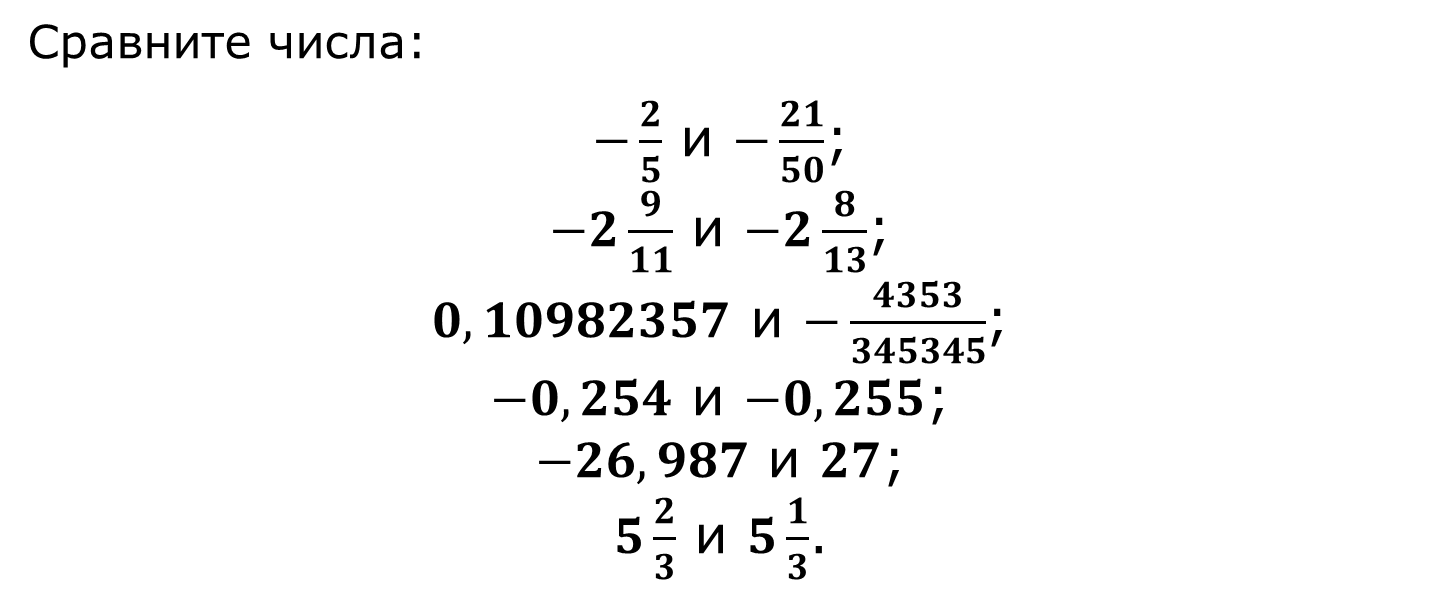 Сравните числа:
−2/5 и −21/50;
−2 9/11 и −2 8/13;
0,10982357 и −4353/345345;
−0,254 и −0,255;
−26,987 и 27;
5 2/3 и 5 1/3.